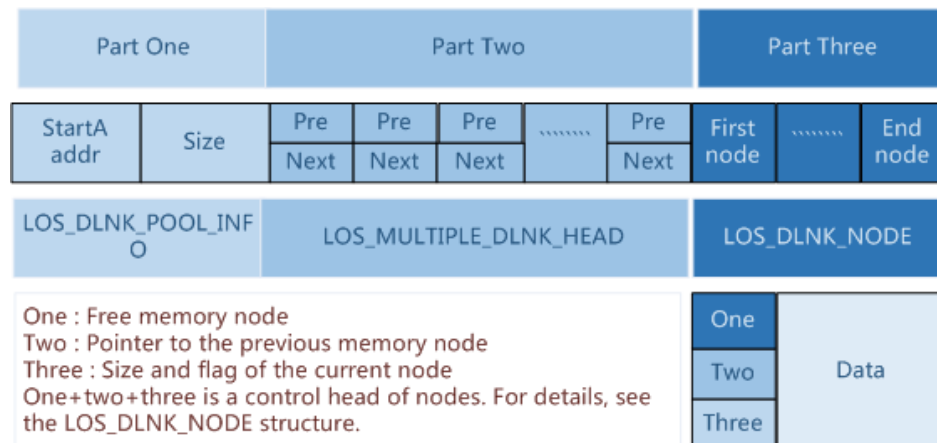 Part One
Part Two
Part Three
StartA
addr
Size
Pre
Next
Pre
Next
Pre
Next
........
Pre
Next
First
node
........
End
node
LOS_DLNK_POOL_INF
O
LOS_MULTIPLE_DLNK_HEAD
LOS_DLNK_NODE
One : Free memory node
Two : Pointer to the previous memory node
Three : Size and flag of the current node
One+two+three is a control head of nodes. For details, see
the LOS_DLNK_NODE structure.
One
Two
Three
Data